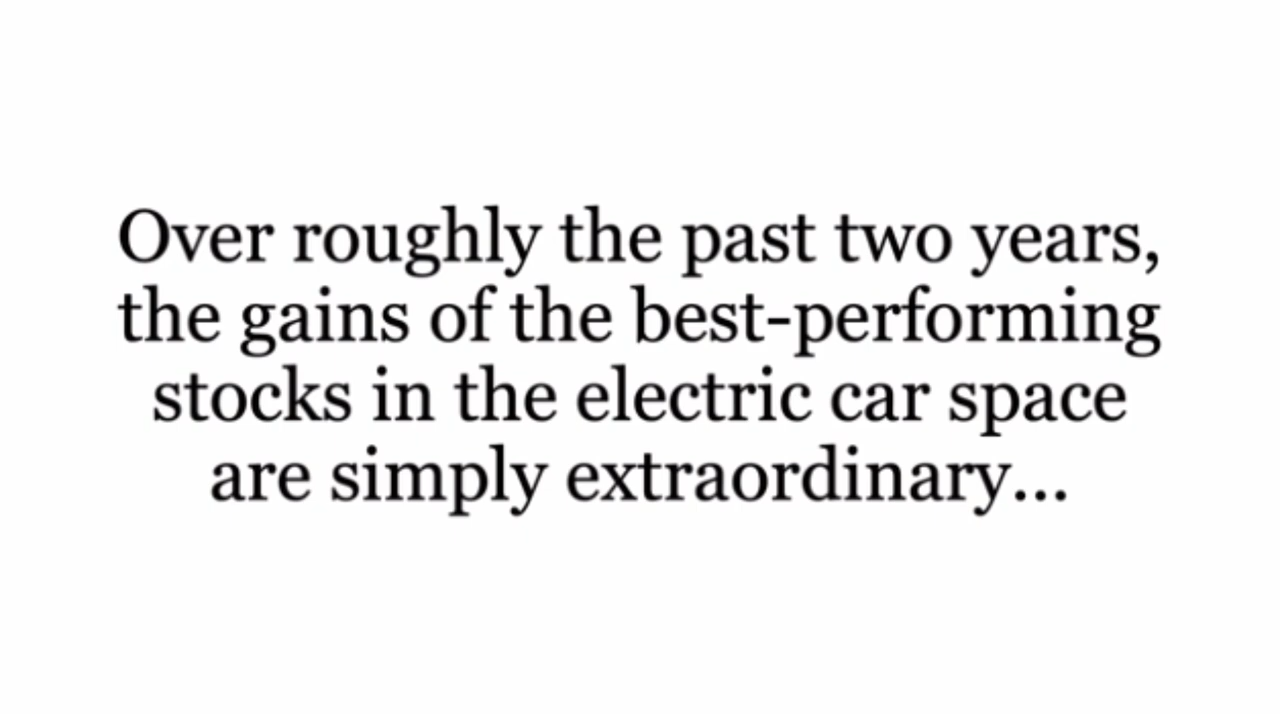 Over roughly the past two years,
the gains of the best-performing
stocks in the electric car space
are simply extraordinary...